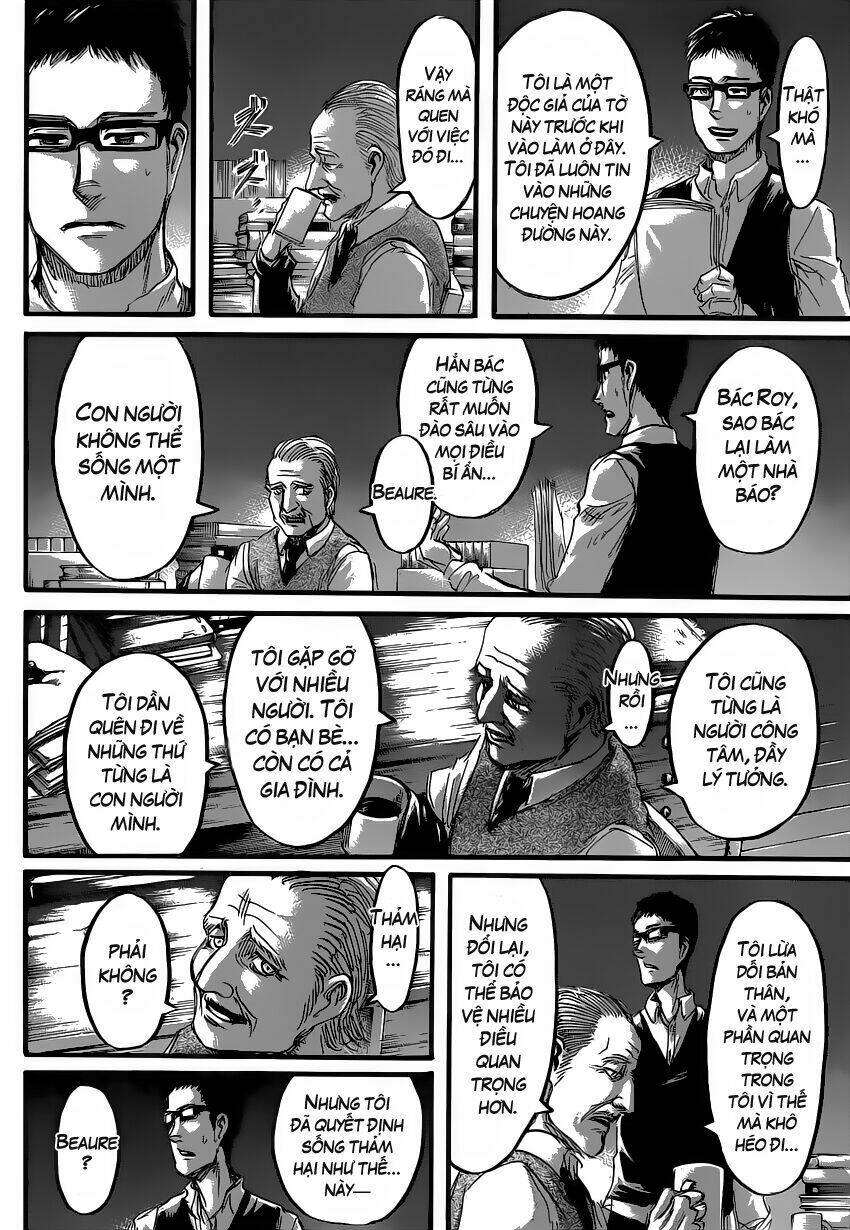 THẬT
KHÓ MÀ
...
TÔI LÀ MỘT
ĐỘC GIẢ CỦA TỜ
NÀY TRƯỚC KHI
VÀO LÀM Ở ĐÂY.
TÔI ĐÃ LUÔN TIN
VÀO NHỮNG
CHUYỆN HOANG
ĐƯỜNG NÀY.
VẬY
RÁNG MÀ
QUEN
VỚI VIỆC
ĐÓ ĐI...
BÁC ROY,
SAO BÁC
LẠI LÀM
MỘT NHÀ
BÁO?
HẲN BÁC
CŨNG TỪNG
RẤT MUỐN
ĐÀO SÂU VÀO
MỌI ĐIỀU
BÍ ẨN...
BEAURE.
CON NGƯỜI
KHÔNG THỂ
SỐNG MỘT
MÌNH.
TÔI CŨNG
TỪNG LÀ
NGƯỜI CÔNG
TÂM, ĐẦY
LÝ TƯỞNG.
NHƯNG
RỒI
...
TÔI GẶP GỠ
VỚI NHIỀU
NGƯỜI. TÔI
CÓ BẠN BÈ...
CÒN CÓ CẢ
GIA ĐÌNH.
TÔI DẦN
QUÊN ĐI VỀ
NHỮNG THỨ
TỪNG LÀ
CON NGƯỜI
MÌNH.
TÔI LỪA
DỐI BẢN
THÂN,
VÀ MỘT
PHẦN QUAN
TRỌNG
TRONG
TÔI VÌ THẾ
MÀ KHÔ
HÉO ĐI...
NHƯNG
ĐỔI LẠI,
TÔI CÓ
THỂ BẢO
VỆ NHIỀU
ĐIỀU
QUAN
TRỌNG
HƠN.
THẢM
HẠI
...
PHẢI
KHÔNG
?
NHƯNG TÔI
ĐÃ QUYẾT ĐỊNH
SỐNG THẢM
HẠI NHƯ THẾ...
NÀY—
BEAURE
?